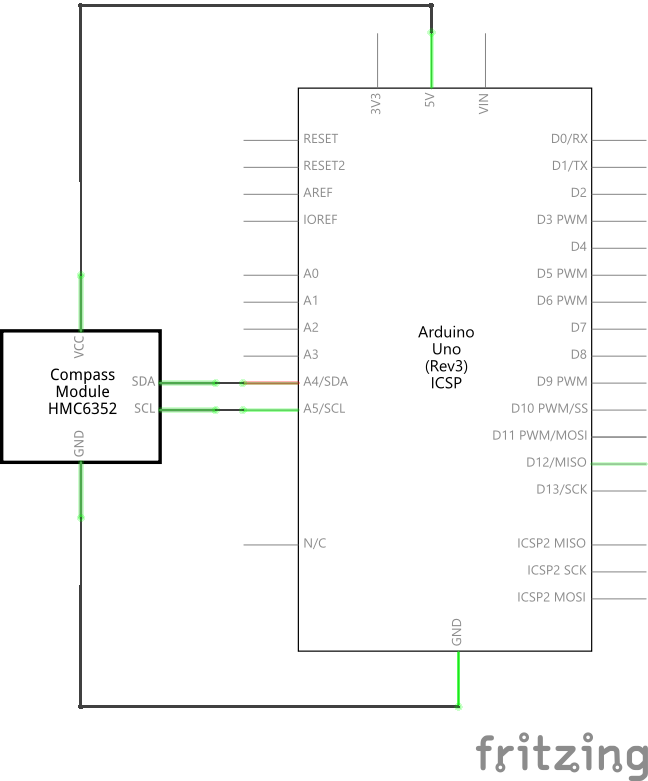 3V3
5V
VIN
RESET
RESET2
AREF
IOREF
A0
A1
A2
A3
A4/SDA
A5/SCL
N/C
D0/RX
D1/TX
D2
D3 PWM
D4
D5 PWM
D6 PWM
D7
D8
D9 PWM
D10 PWM/SS
D11 PWM/MOSI
D12/MISO
D13/SCK
ICSP2 MISO
ICSP2 SCK
ICSP2 MOSI
GND
Arduino
Uno
(Rev3)
ICSP
VCC
Compass
Module
HMC6352
SDA
SCL
GND
fritzing